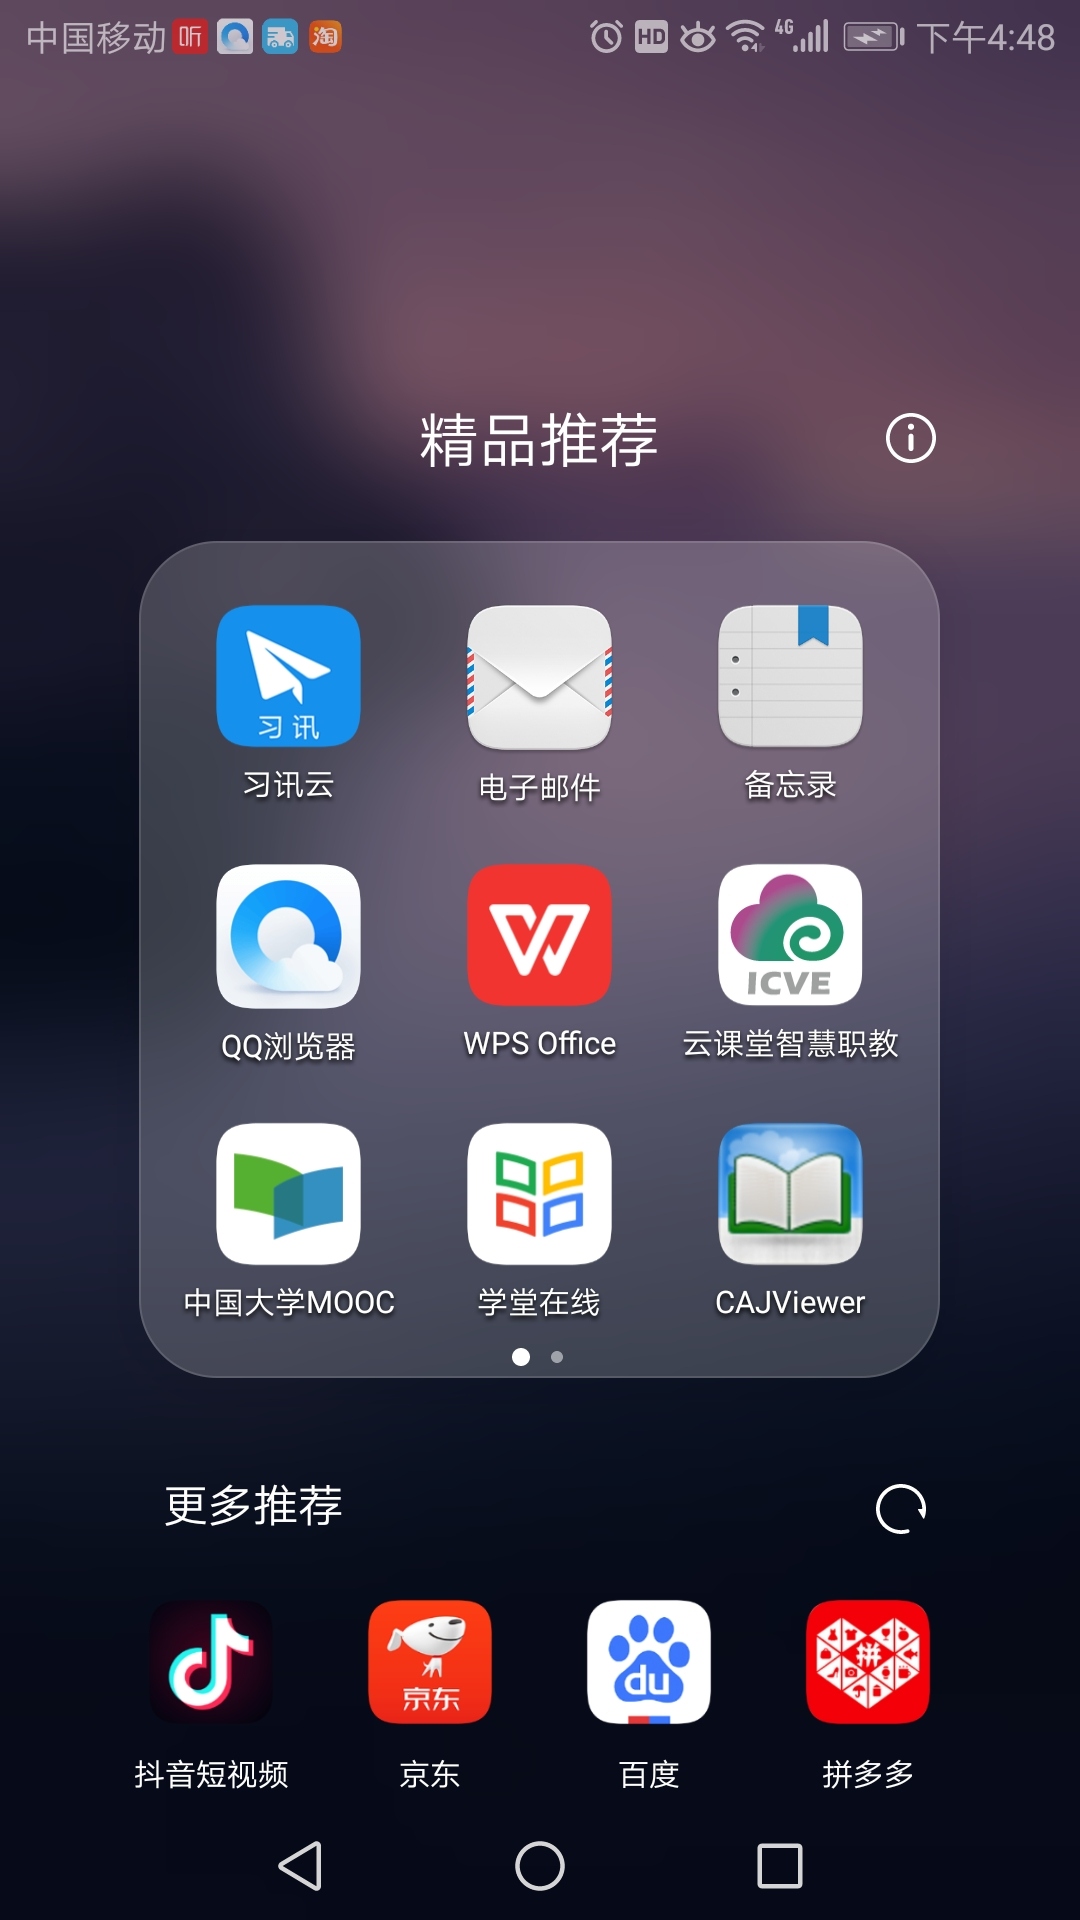 中国移动 听 淘 HD 4G 下午4:48
精品推荐
习讯
习讯云 电子邮件 备忘录
ICVE
QQ浏览器 WPS Office 云课堂智慧职教
中国大学MOOC 学堂在线 CAJViewer
更多推荐
京东 du 拼
抖音短视频 京东 百度 拼多多